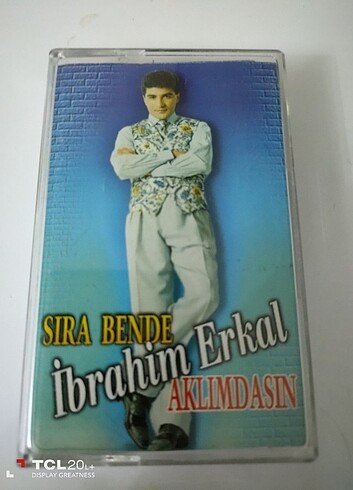 SIRA BENDE
İbrahim Erkal
AKLIMDASIN
TCL 20L+
DISPLAY GREATNESS